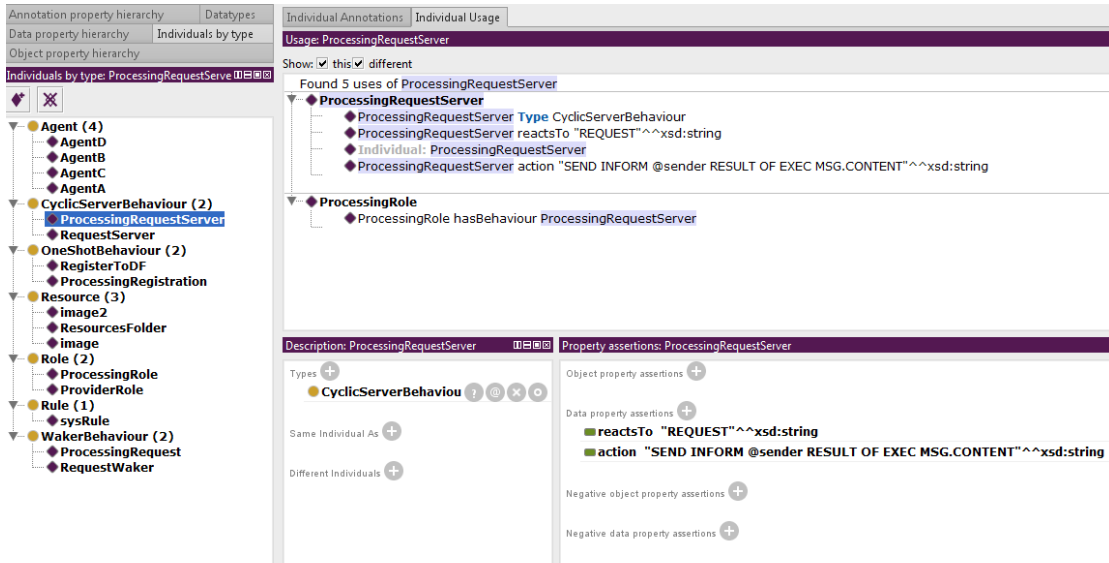 Annotation property hierarchy Datatypes
Data property hierarchy Individuals by type
Object property hierarchy
Individuals by type: ProcessingRequestServe
Agent (4)
AgentD
AgentB
AgentC
AgentA
CyclicServerBehaviour (2)
ProcessingRequestServer
RequestServer
OneShotBehaviour (2)
RegisterToDF
ProcessingRegistration
Resource (3)
image2
ResourcesFolder
image
Role (2)
ProcessingRole
ProviderRole
Rule (1)
sysRule
WakerBehaviour (2)
ProcessingRequest
RequestWaker
Individual Annotations Individual Usage
Usage: ProcessingRequestServer
Show: this different
Found 5 uses of ProcessingRequestServer
ProcessingRequestServer
ProcessingRequestServer Type CyclicServerBehaviour
ProcessingRequestServer reactsTo "REQUEST"^^xsd:string
Individual: ProcessingRequestServer
ProcessingRequestServer action "SEND INFORM @sender RESULT OF EXEC MSG.CONTENT"^^xsd:string
ProcessingRole
ProcessingRole hasBehaviour ProcessingRequestServer
Description: ProcessingRequestServer
Types
CyclicServerBehaviou ? @ x o
Same Individual As
Different Individuals
Property assertions: ProcessingRequestServer
Object property assertions
Data property assertions
reactsTo "REQUEST"^^xsd:string
action "SEND INFORM @sender RESULT OF EXEC MSG.CONTENT"^^xsd:string
Negative object property assertions
Negative data property assertions